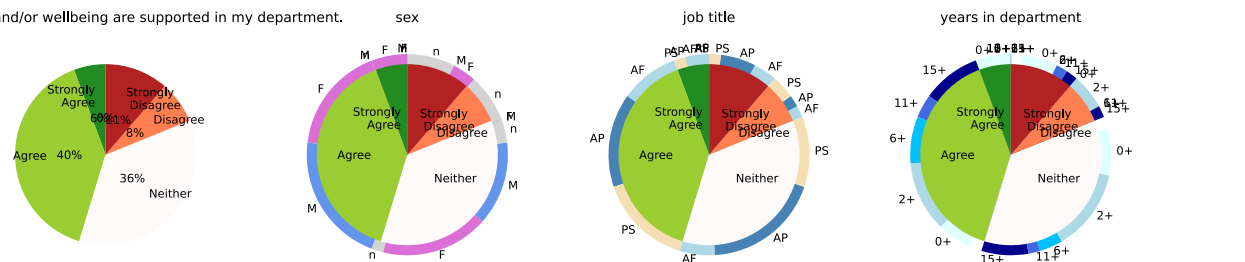 and/or wellbeing are supported in my department.
sex
job title
years in department
Strongly
Agree
Strongly
Disagree
Disagree
8%
Agree
40%
36%
Neither
F
n
M
F
n
n
M
F
n
M
F
Strongly
Agree
Strongly
Disagree
Disagree
Agree
Neither
PS
AP
AF
PS
AP
AF
PS
AP
AF
PS
AP
AF
Strongly
Agree
Strongly
Disagree
Disagree
Agree
Neither
0+
2+
15+
0+
2+
6+
11+
15+
0+
2+
6+
11+
15+
Strongly
Agree
Strongly
Disagree
Disagree
Agree
Neither